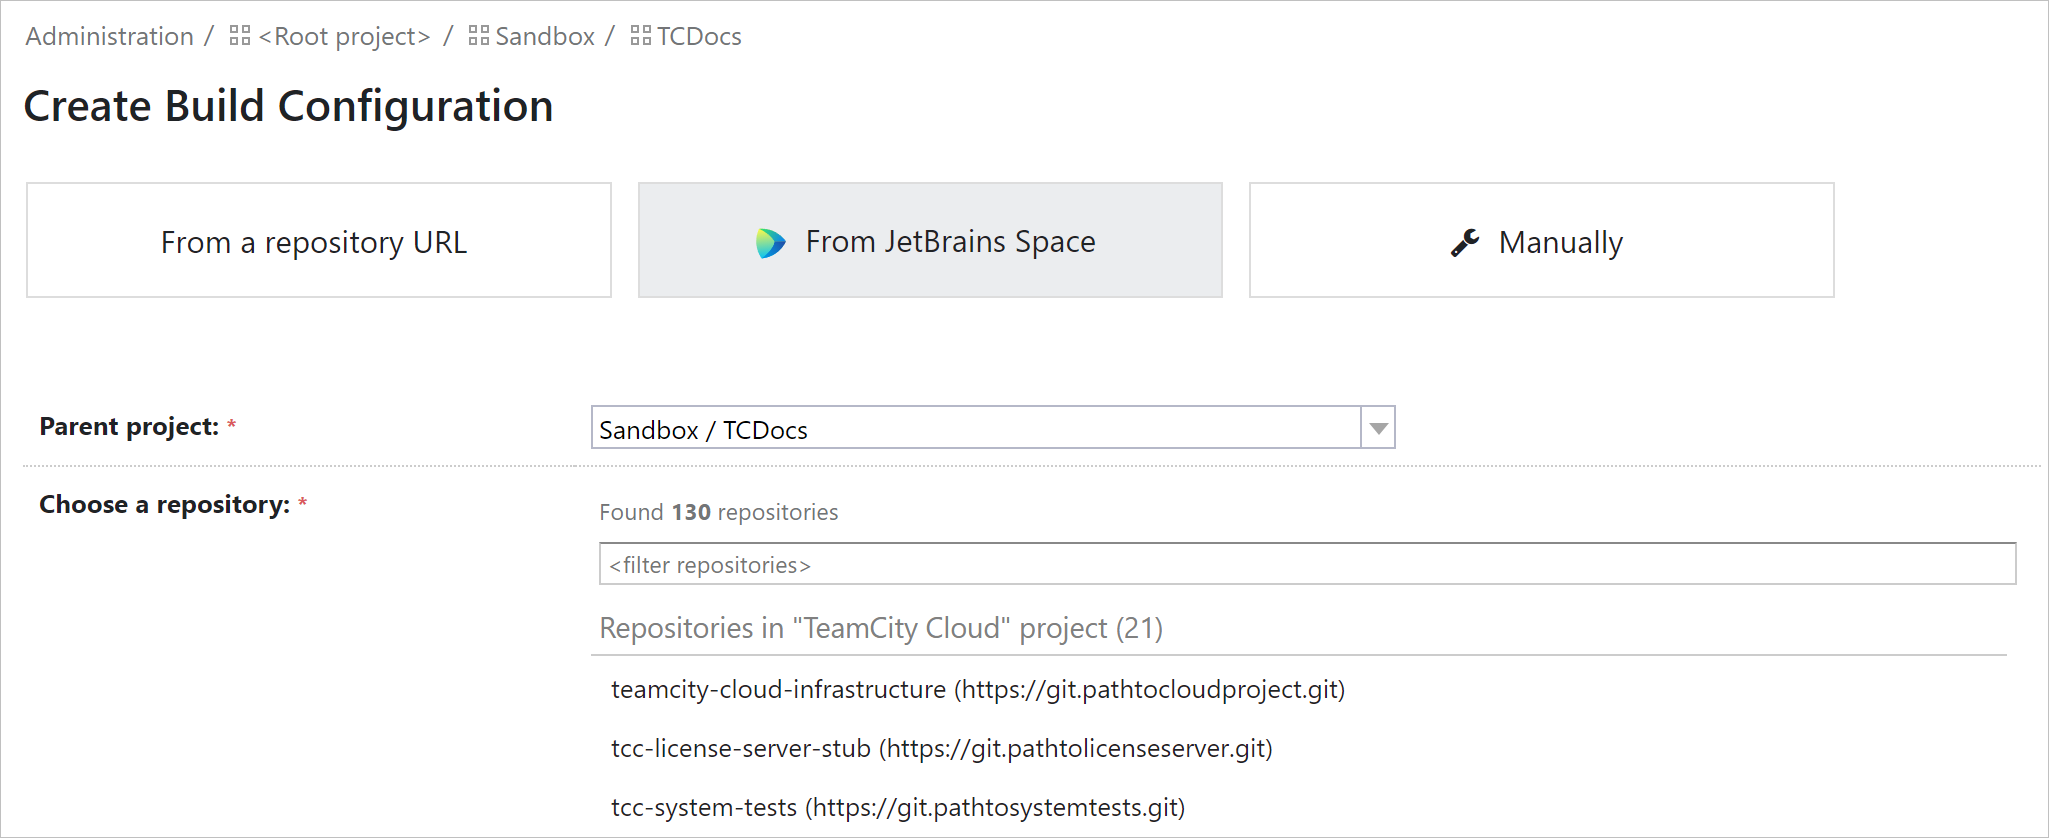 Administration / <Root project> / Sandbox / TCDocs
Create Build Configuration
From a repository URL
From JetBrains Space
Manually
Parent project: *
Sandbox / TCDocs
Choose a repository: *
Found 130 repositories
<filter repositories>
Repositories in "TeamCity Cloud" project (21)
teamcity-cloud-infrastructure (https://git.pathtocloudproject.git)
tcc-license-server-stub (https://git.pathtolicenseserver.git)
tcc-system-tests (https://git.pathtosystemtests.git)